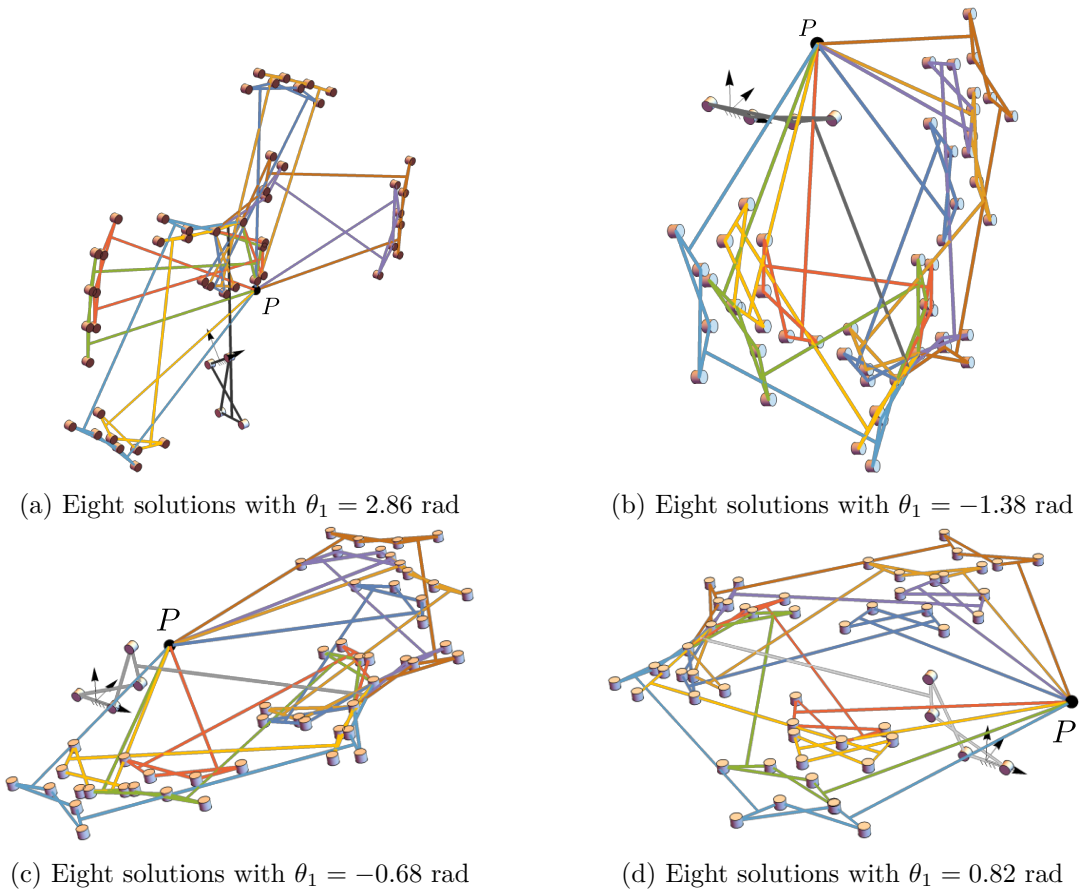 P
P
(a) Eight solutions with θ₁ = 2.86 rad
(b) Eight solutions with θ₁ = −1.38 rad
P
P
(c) Eight solutions with θ₁ = −0.68 rad
(d) Eight solutions with θ₁ = 0.82 rad